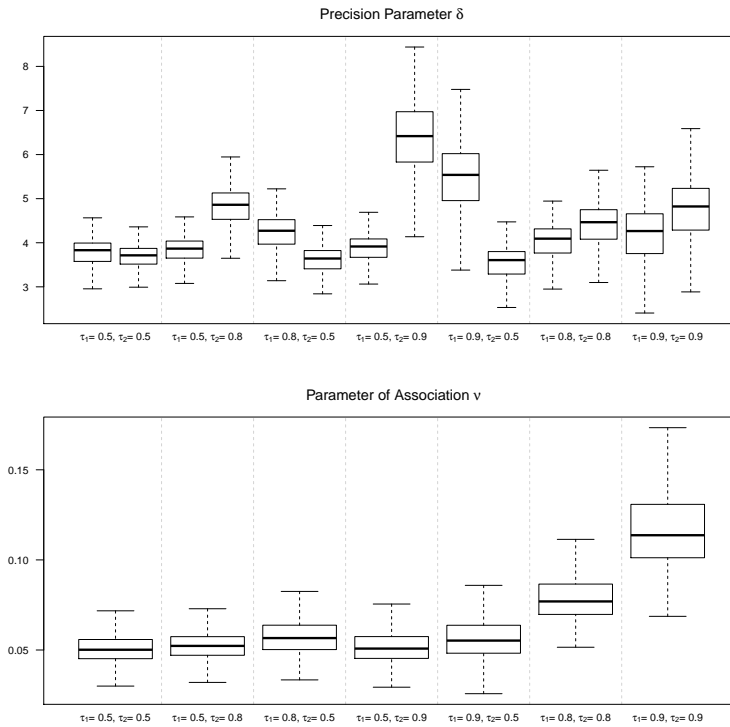 Precision Parameter δ
8
7
6
5
4
3
τ₁= 0.5, τ₂= 0.5 τ₁= 0.5, τ₂= 0.8 τ₁= 0.8, τ₂= 0.5 τ₁= 0.5, τ₂= 0.9 τ₁= 0.9, τ₂= 0.5 τ₁= 0.8, τ₂= 0.8 τ₁= 0.9, τ₂= 0.9
Parameter of Association ν
0.15
0.10
0.05
τ₁= 0.5, τ₂= 0.5 τ₁= 0.5, τ₂= 0.8 τ₁= 0.8, τ₂= 0.5 τ₁= 0.5, τ₂= 0.9 τ₁= 0.9, τ₂= 0.5 τ₁= 0.8, τ₂= 0.8 τ₁= 0.9, τ₂= 0.9